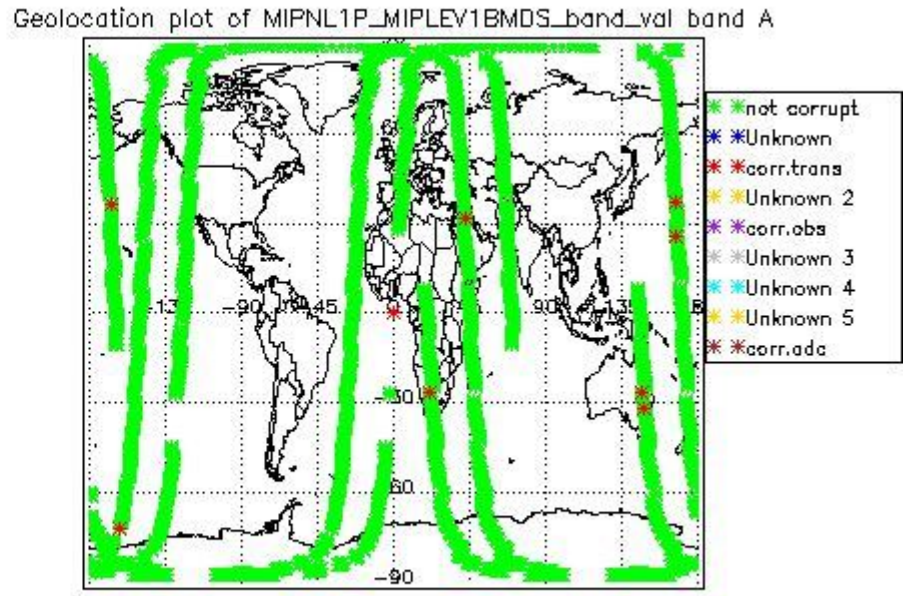 Geolocation plot of MIPNL1P_MIPLEV1BMDS_band_val band A
not corrupt
Unknown
corr.trans
Unknown 2
corr.obs
Unknown 3
Unknown 4
Unknown 5
corr.adc
-90
-45
90
-60
-90